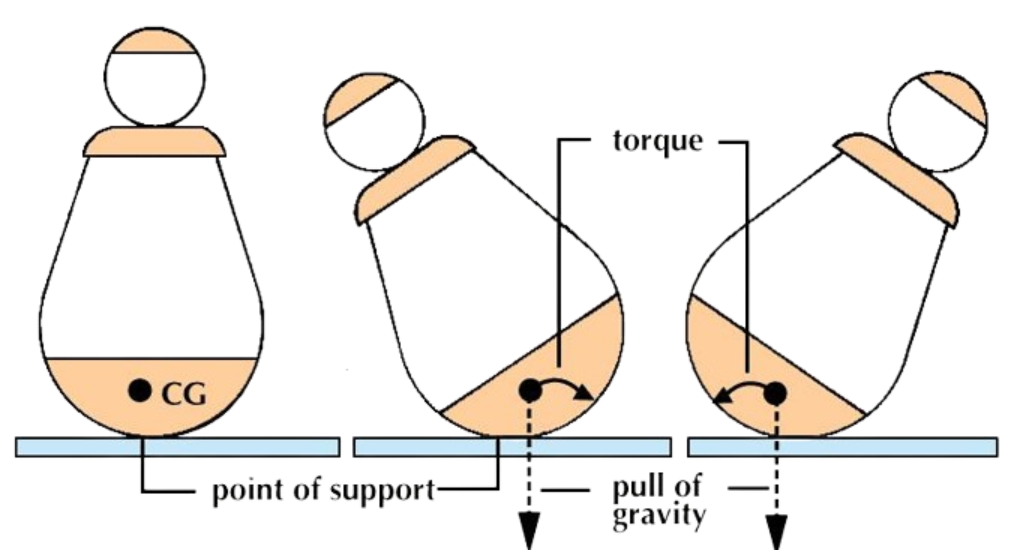 torque
CG
point of support
pull of
gravity